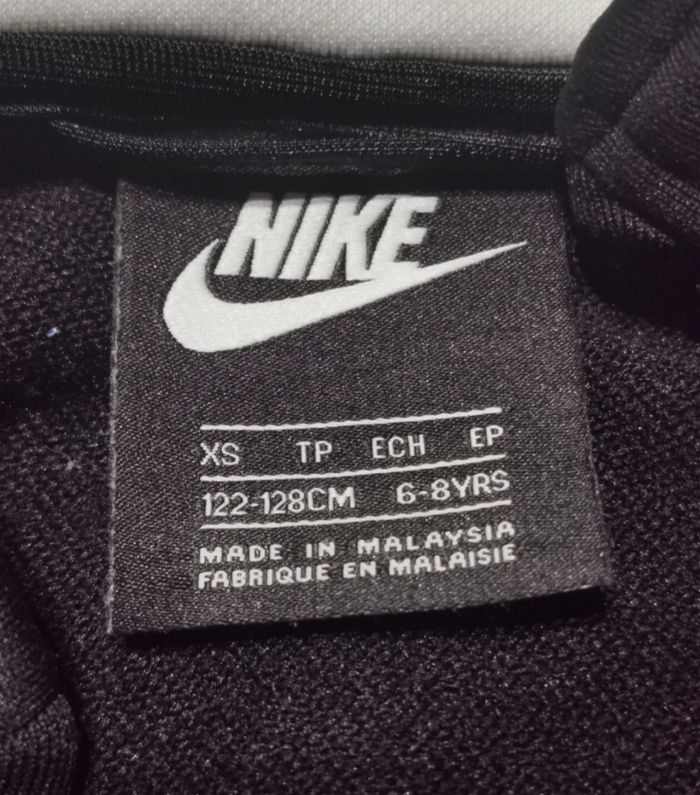 NIKE
XS TP ECH EP
122-128CM 6-8YRS
MADE IN MALAYSIA
FABRIQUE EN MALAISIE